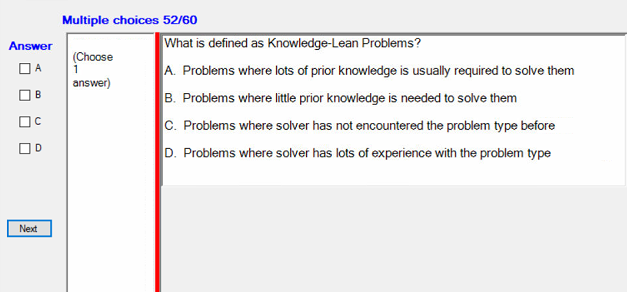 Multiple choices 52/60
Answer
A
B
C
D
Next
(Choose
1
answer)
What is defined as Knowledge-Lean Problems?
A. Problems where lots of prior knowledge is usually required to solve them
B. Problems where little prior knowledge is needed to solve them
C. Problems where solver has not encountered the problem type before
D. Problems where solver has lots of experience with the problem type